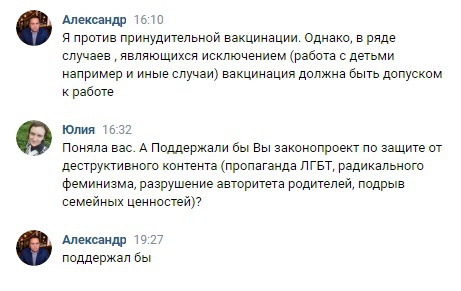 Александр 16:10
Я против принудительной вакцинации. Однако, в ряде
случаев , являющихся исключением (работа с детьми
например и иные случаи) вакцинация должна быть допуском
к работе
Юлия 16:32
Поняла вас. А Поддержали бы Вы законопроект по защите от
деструктивного контента (пропаганда ЛГБТ, радикального
феминизма, разрушение авторитета родителей, подрыв
семейных ценностей)?
Александр 19:27
поддержал бы